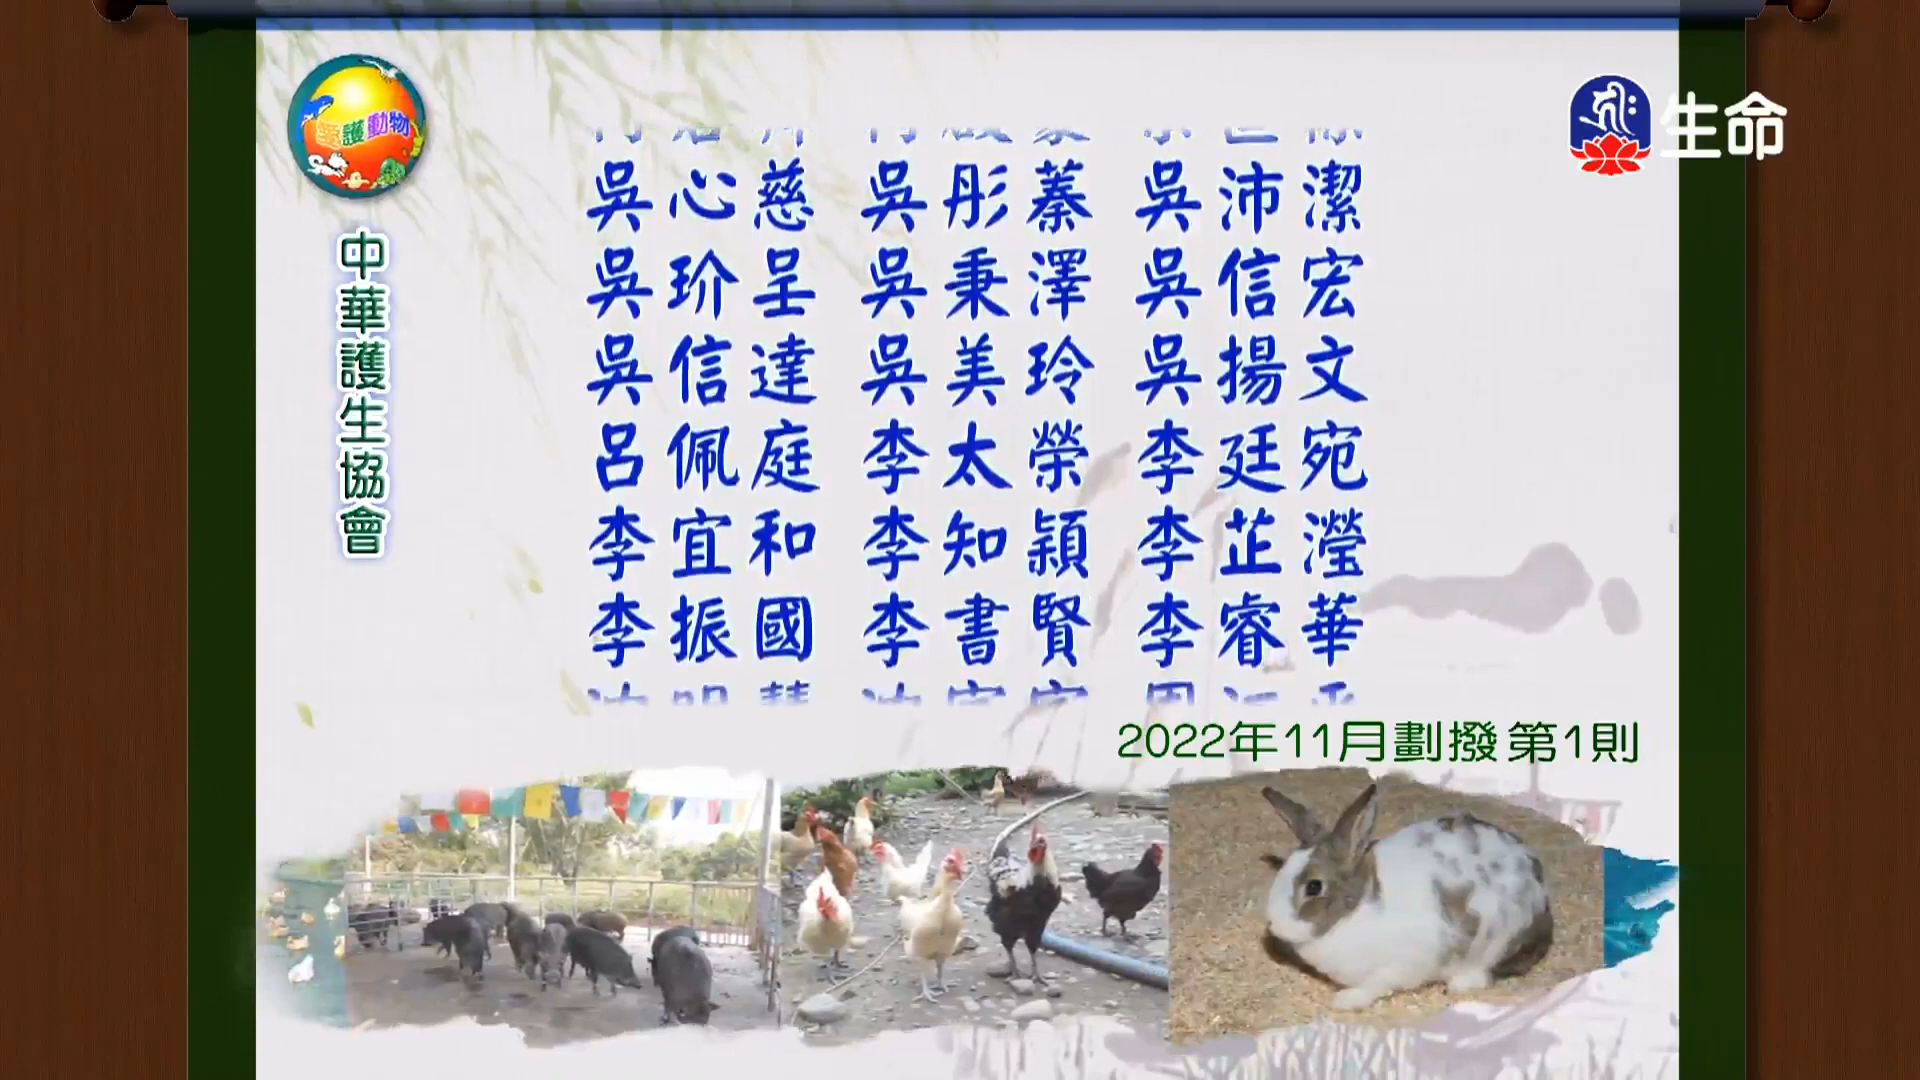 愛護動物
生命
中華護生協會
吳心慈 吳彤蓁 吳沛潔
吳玠呈 吳秉澤 吳信宏
吳信達 吳美玲 吳揚文
呂佩庭 李太榮 李廷宛
李宜和 李知穎 李芷瀅
李振國 李書賢 李睿華
2022年11月劃撥第1則